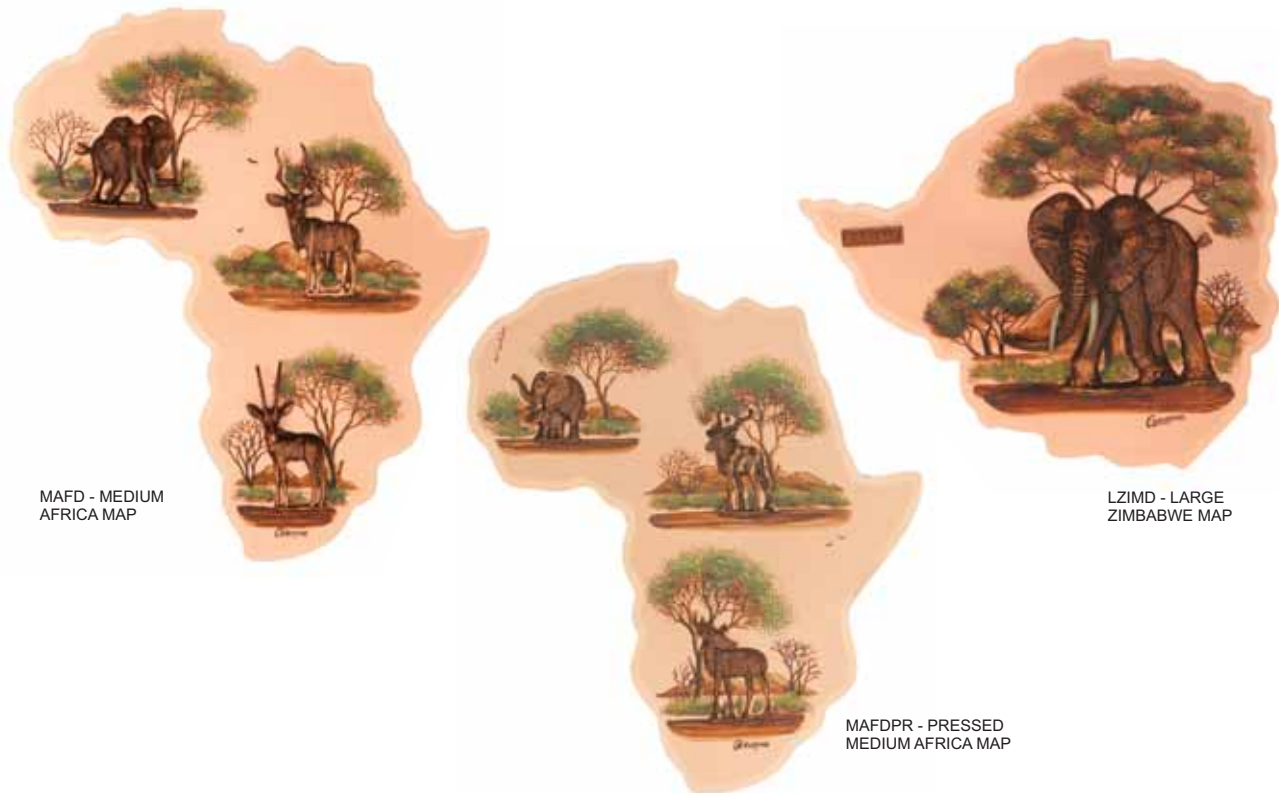 MAFD - MEDIUM
AFRICA MAP
LZIMD - LARGE
ZIMBABWE MAP
MAFDPR - PRESSED
MEDIUM AFRICA MAP